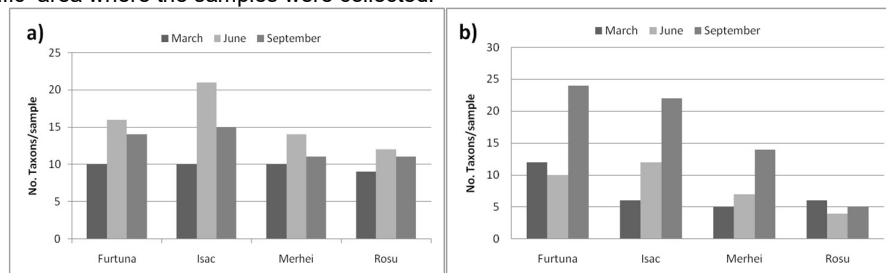 area where the samples were collected.
a)
March June September
No. Taxons/sample
25
20
15
10
5
0
Furtuna Isac Merhei Rosu
b)
March June September
No. Taxons/sample
30
25
20
15
10
5
0
Furtuna Isac Merhei Rosu